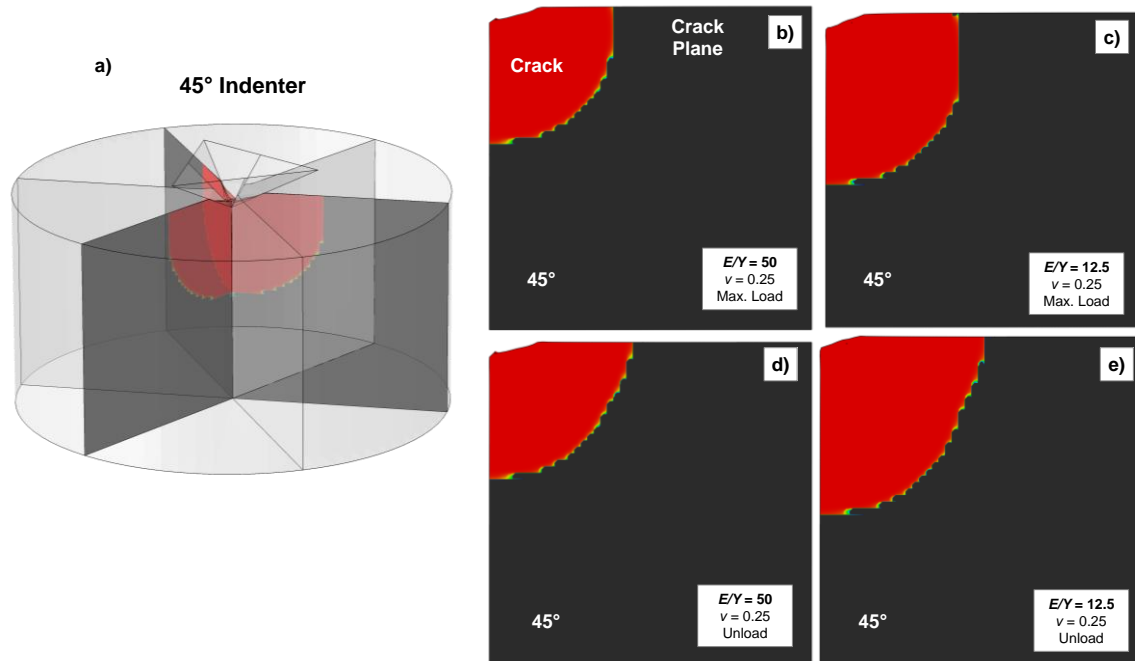 a)
45° Indenter
b)
Crack
Plane
Crack
45°
E/Y = 50
v = 0.25
Max. Load
c)
45°
E/Y = 12.5
v = 0.25
Max. Load
d)
45°
E/Y = 50
v = 0.25
Unload
e)
45°
E/Y = 12.5
v = 0.25
Unload